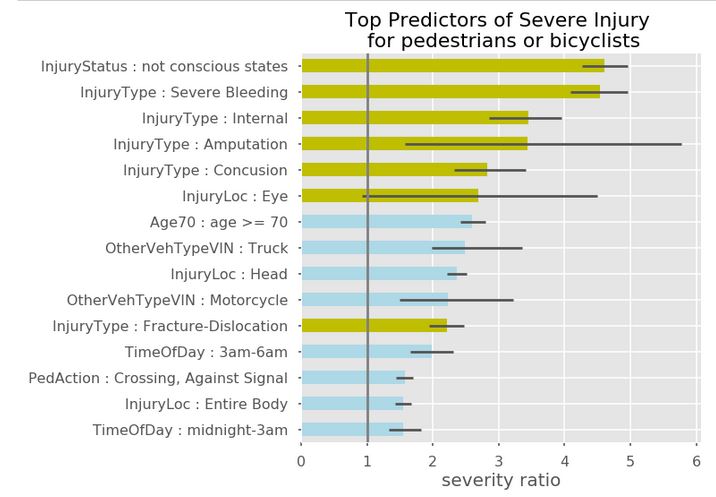 Top Predictors of Severe Injury
for pedestrians or bicyclists
InjuryStatus : not conscious states
InjuryType : Severe Bleeding
InjuryType : Internal
InjuryType : Amputation
InjuryType : Concusion
InjuryLoc : Eye
Age70 : age >= 70
OtherVehTypeVIN : Truck
InjuryLoc : Head
OtherVehTypeVIN : Motorcycle
InjuryType : Fracture-Dislocation
TimeOfDay : 3am-6am
PedAction : Crossing, Against Signal
InjuryLoc : Entire Body
TimeOfDay : midnight-3am
0 1 2 3 4 5 6
severity ratio